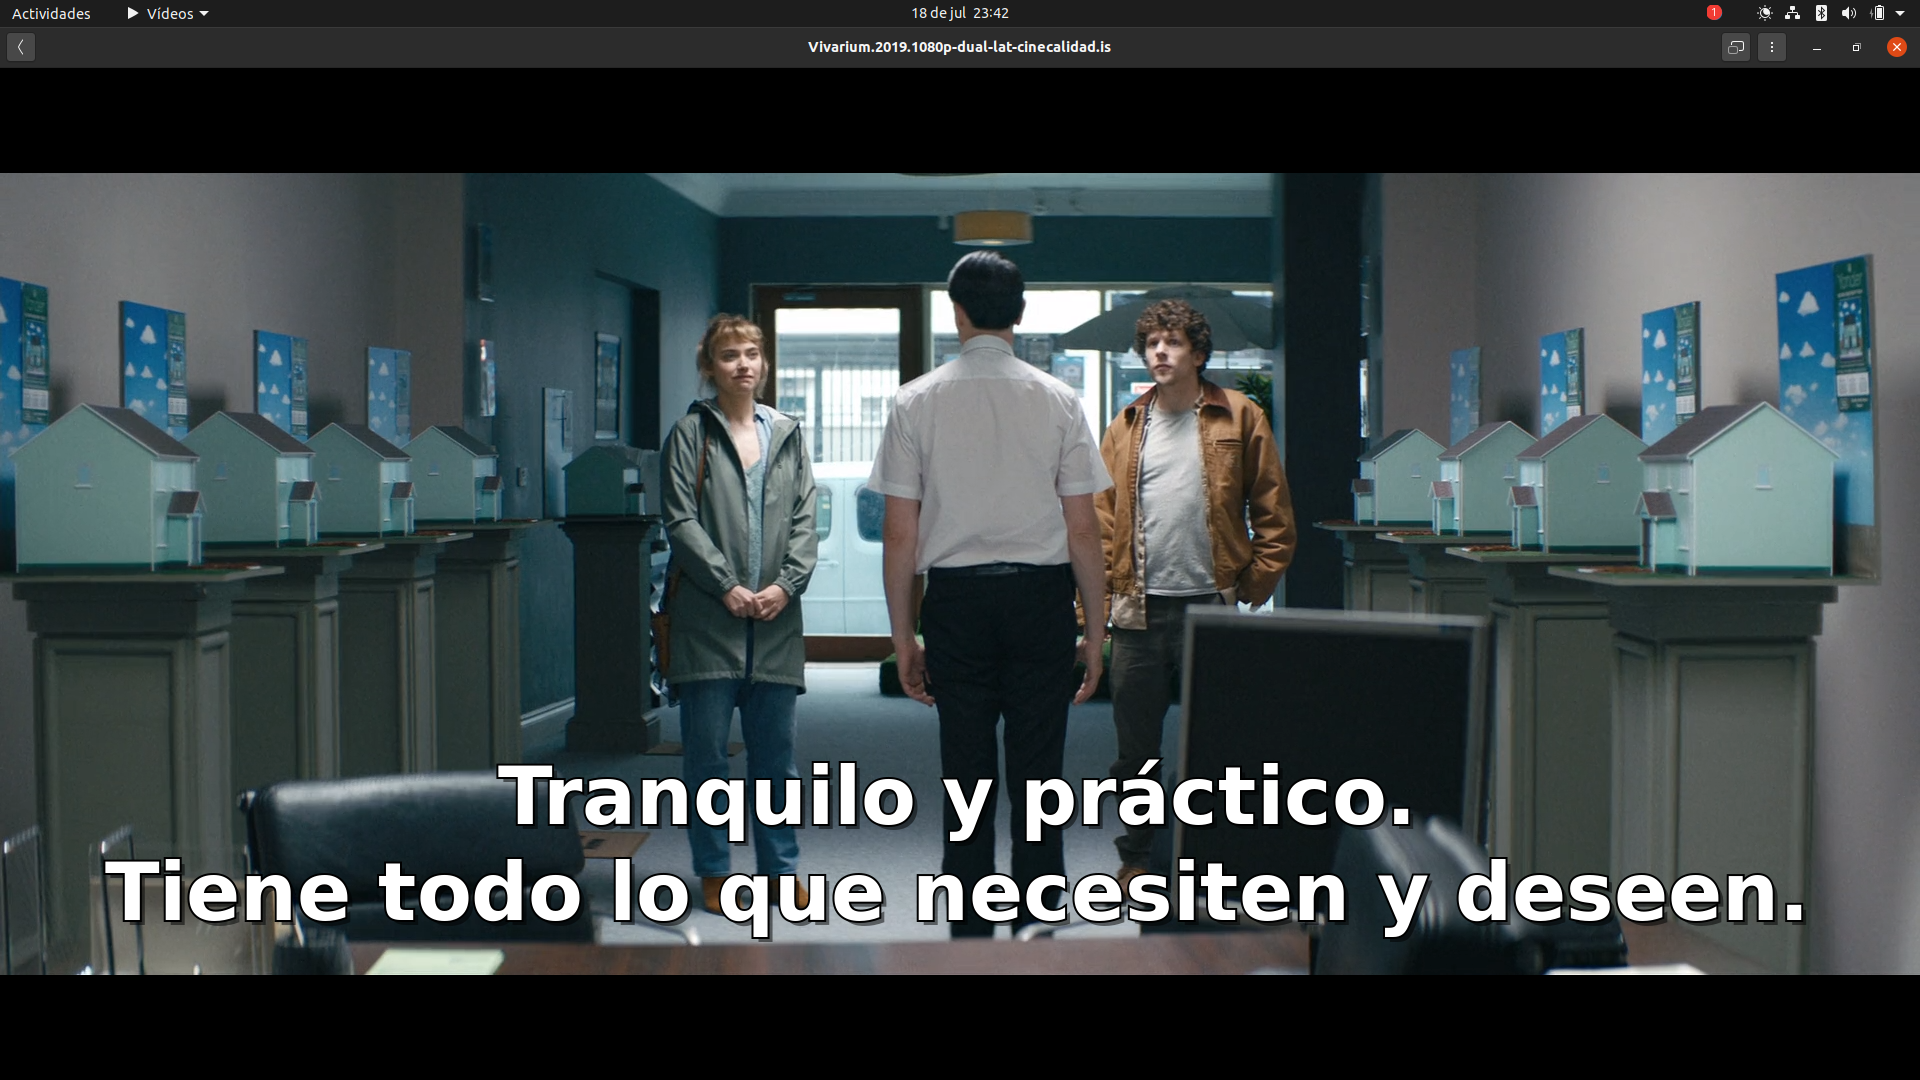 Actividades
Vídeos
18 de jul 23:42
1
Vivarium.2019.1080p-dual-lat-cinecalidad.is
Yonder
Tranquilo y práctico.
Tiene todo lo que necesiten y deseen.